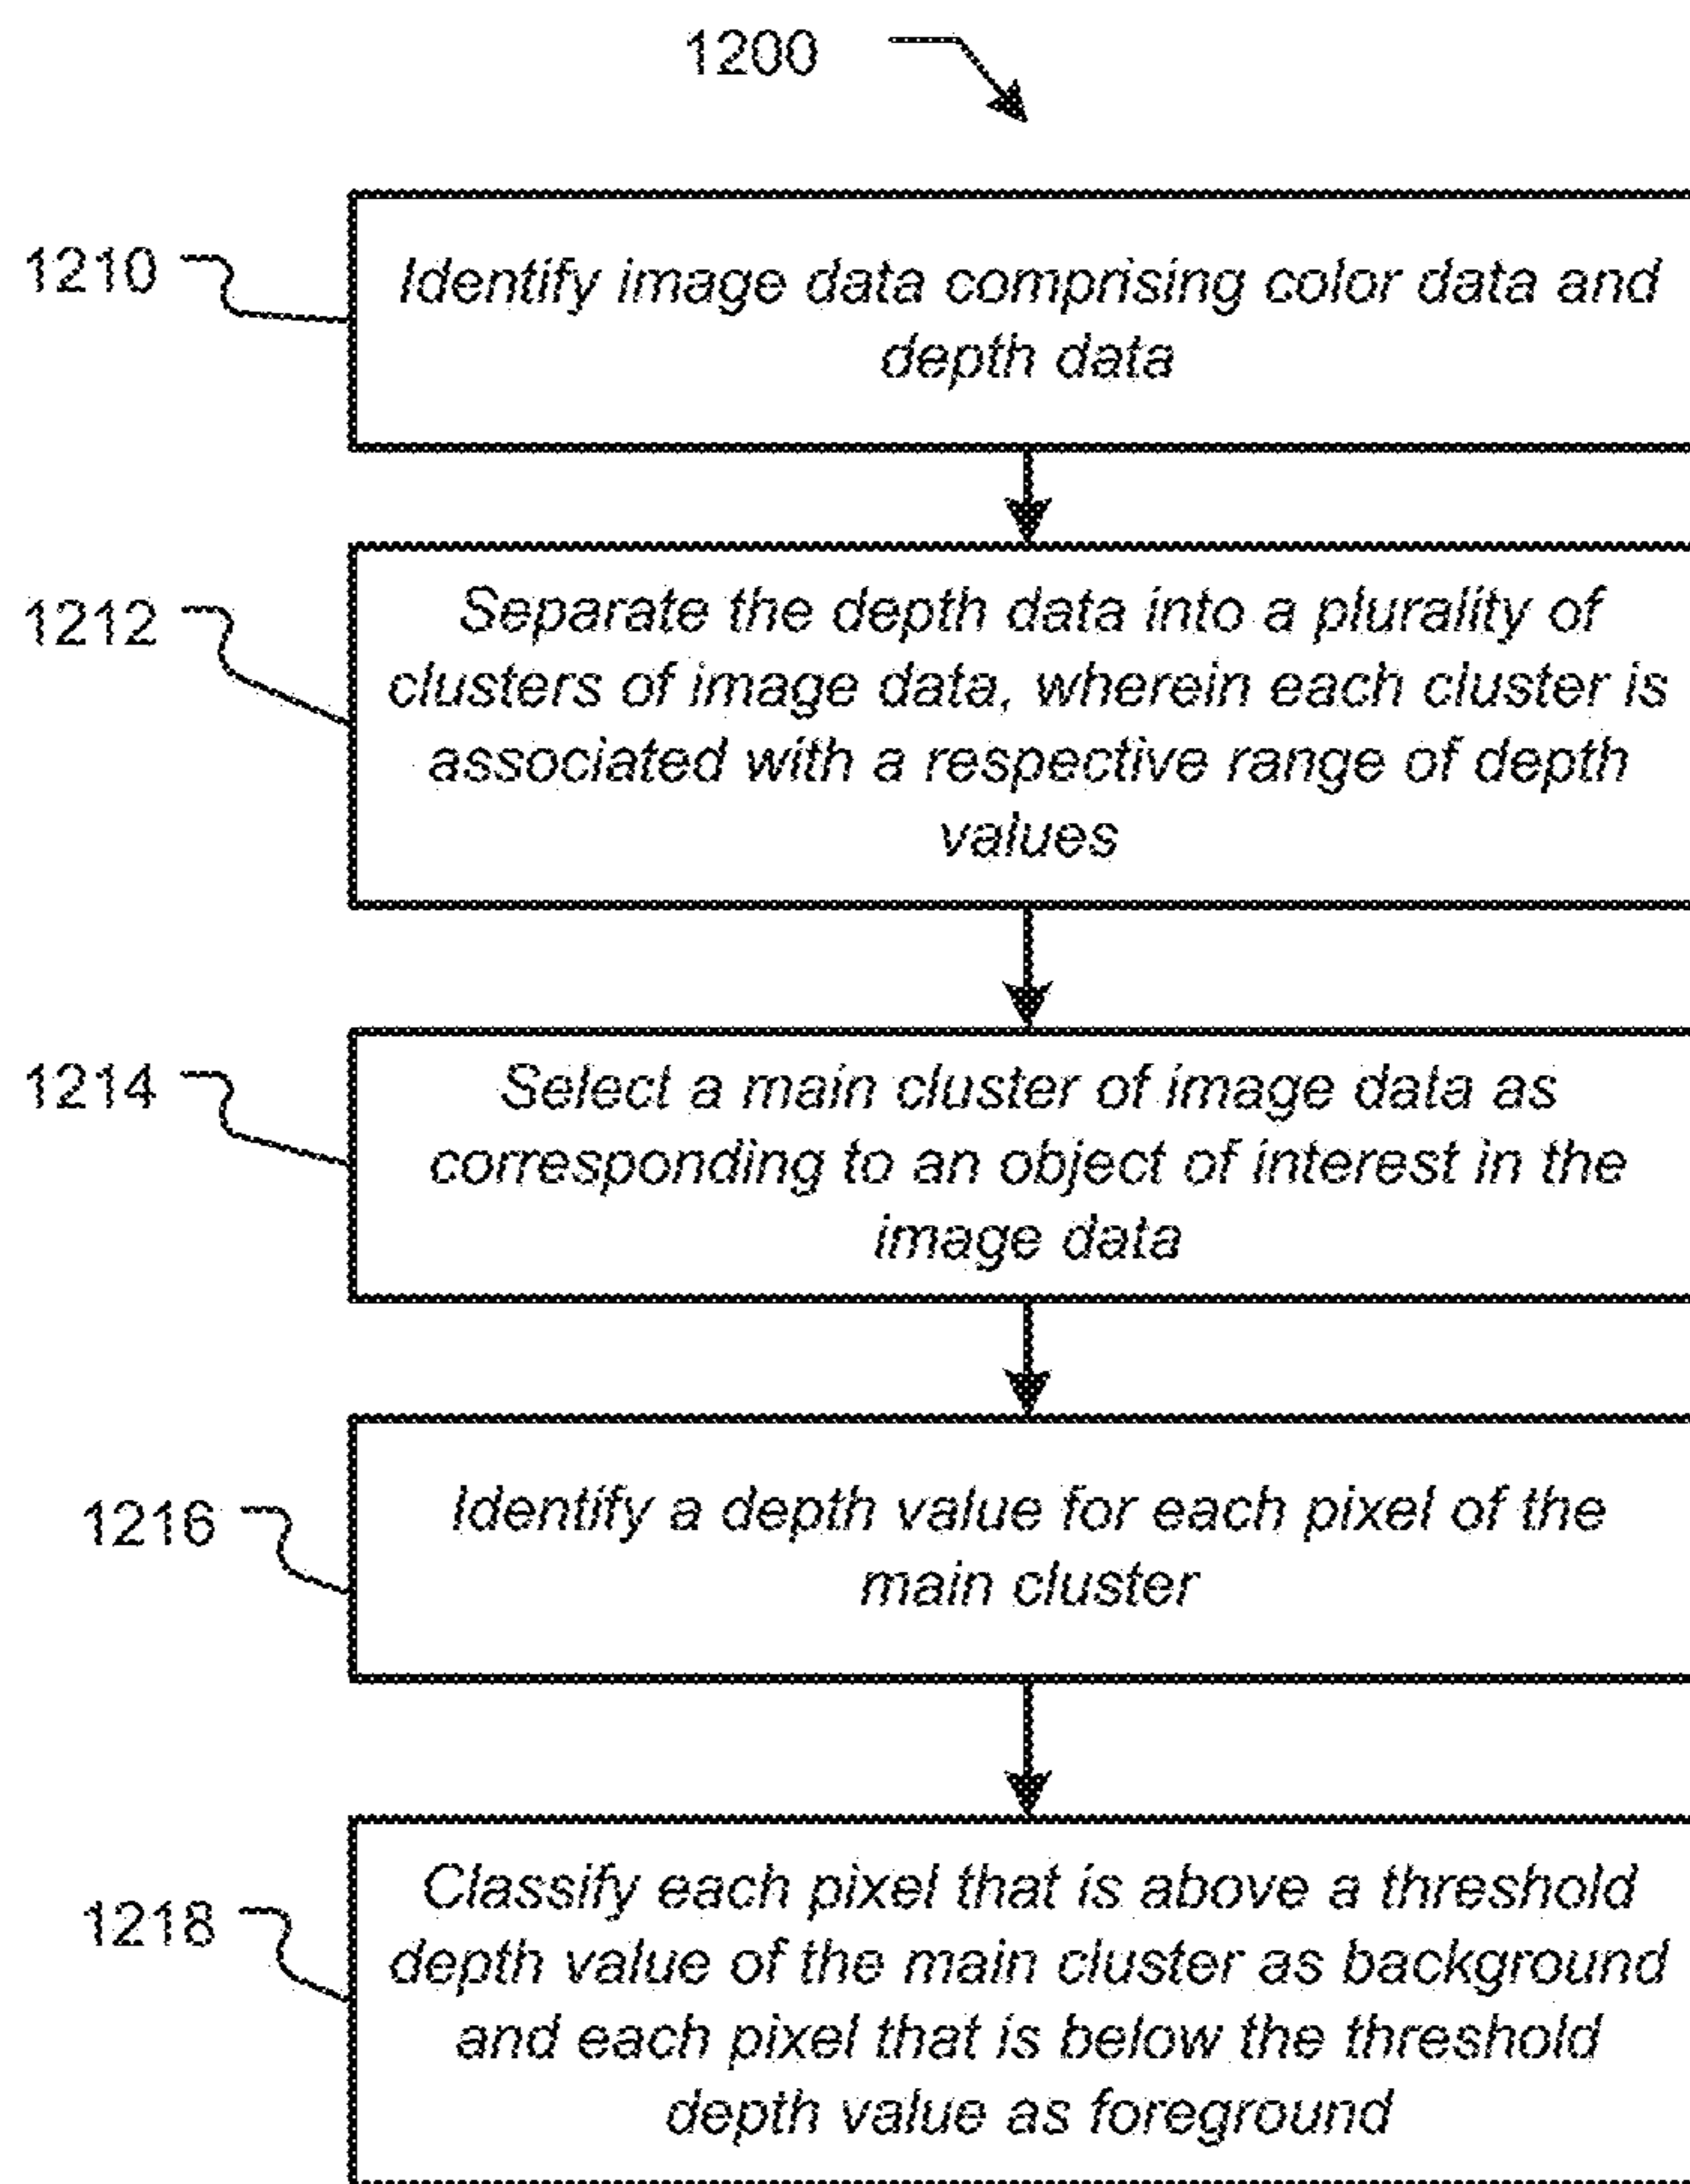 1200
1210
Identify image data comprising color data and
depth data
1212
Separate the depth data into a plurality of
clusters of image data, wherein each cluster is
associated with a respective range of depth
values
1214
Select a main cluster of image data as
corresponding to an object of interest in the
image data
1216
Identify a depth value for each pixel of the
main cluster
1218
Classify each pixel that is above a threshold
depth value of the main cluster as background
and each pixel that is below the threshold
depth value as foreground